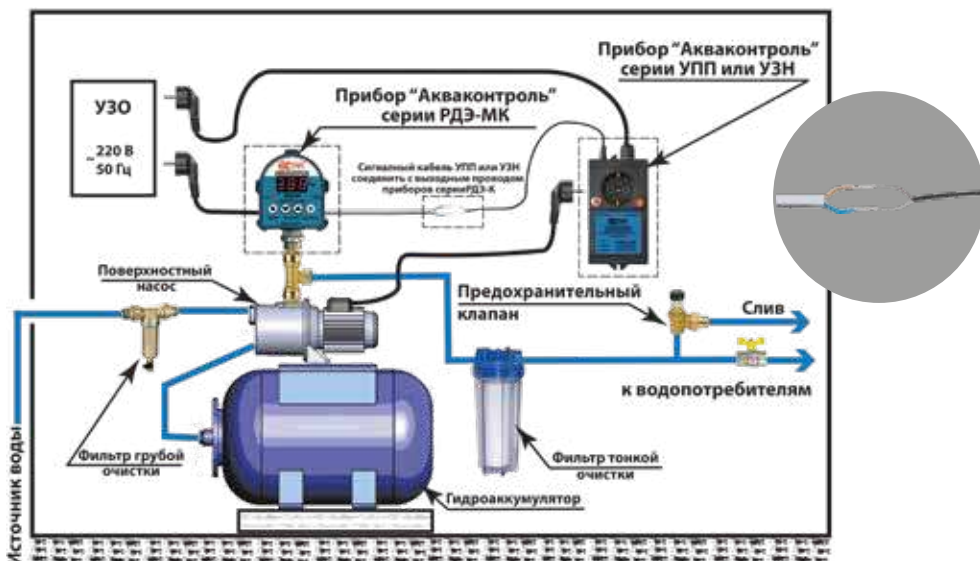 Прибор “Акваконтроль”
серии УПП или УЗН
УЗО
~220 В
50 Гц
Прибор “Акваконтроль”
серии РДЭ-МК
Сигнальный кабель УПП или УЗН
соединить с выходным проводом
приборов серииРДЭ-К
Поверхностный
насос
Предохранительный
клапан
Слив
к водопотребителям
Фильтр грубой
очистки
Фильтр тонкой
очистки
Гидроаккумулятор
Источник воды